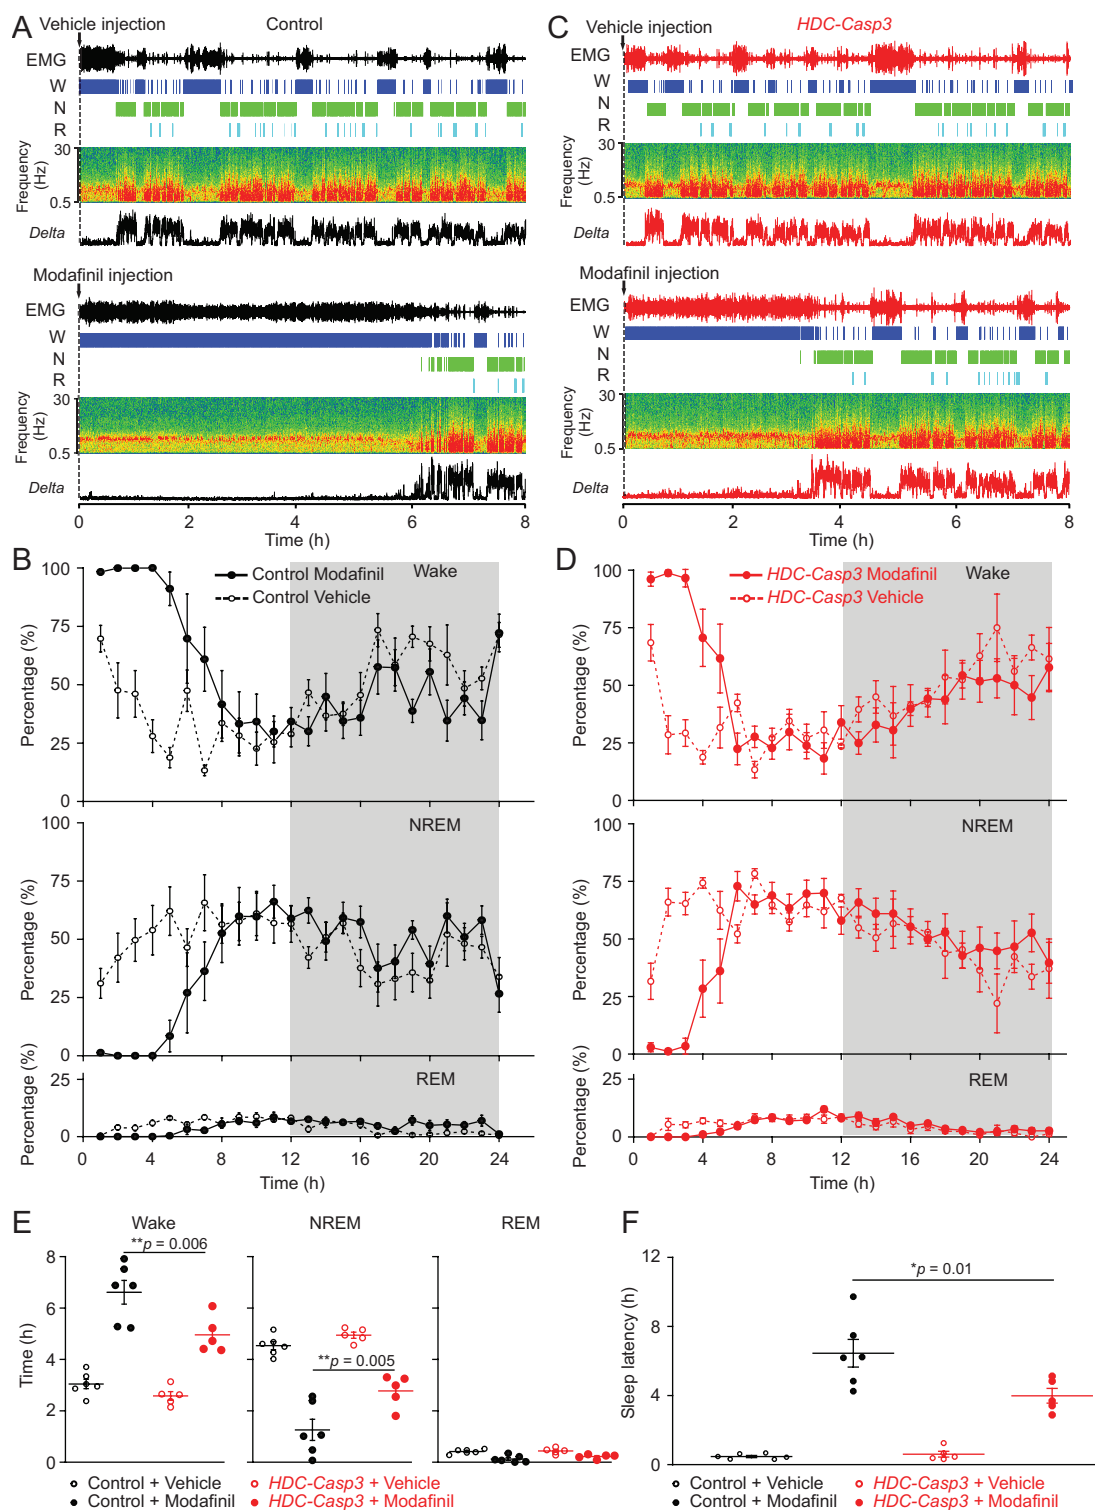 A
Vehicle injection
Control
EMG
W
N
R
30
Frequency
(Hz)
0.5
Delta
Modafinil injection
EMG
W
N
R
30
Frequency
(Hz)
0.5
Delta
0 2 4 6 8
Time (h)
C
Vehicle injection
HDC-Casp3
EMG
W
N
R
30
Frequency
(Hz)
0.5
Delta
Modafinil injection
EMG
W
N
R
30
Frequency
(Hz)
0.5
Delta
0 2 4 6 8
Time (h)
B
Control Modafinil
Control Vehicle
Wake
Percentage (%)
100
75
50
25
0
NREM
Percentage (%)
100
75
50
25
0
REM
Percentage (%)
25
0
0 4 8 12 16 20 24
Time (h)
D
HDC-Casp3 Modafinil
HDC-Casp3 Vehicle
Wake
Percentage (%)
100
75
50
25
0
NREM
Percentage (%)
100
75
50
25
0
REM
Percentage (%)
25
0
0 4 8 12 16 20 24
Time (h)
E
Wake NREM REM
**p = 0.006
**p = 0.005
Time (h)
8
6
4
2
0
Control + Vehicle
Control + Modafinil
HDC-Casp3 + Vehicle
HDC-Casp3 + Modafinil
F
*p = 0.01
Sleep latency (h)
12
8
4
0
Control + Vehicle
Control + Modafinil
HDC-Casp3 + Vehicle
HDC-Casp3 + Modafinil